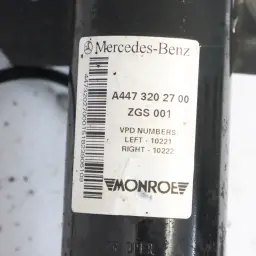 Mercedes-Benz
A447 320 27 00
ZGS 001
VPD NUMBERS
LEFT - 10221
RIGHT - 10222
MONROE